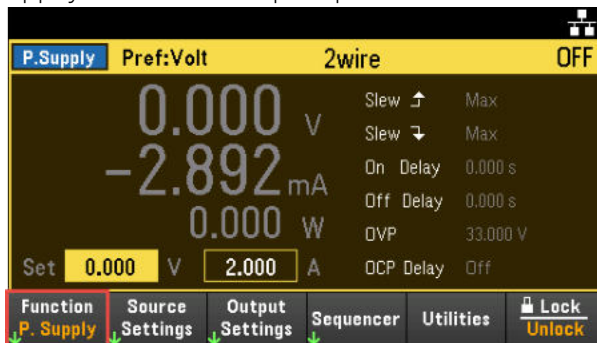 P.Supply Pref:Volt 2wire OFF
0.000 V
-2.892 mA
0.000 W
Set 0.000 V 2.000 A
Slew Max
Slew Max
On Delay 0.000 s
Off Delay 0.000 s
OVP 33.000 V
OCP Delay Off
Function P. Supply
Source Settings
Output Settings
Sequencer
Utilities
Lock Unlock